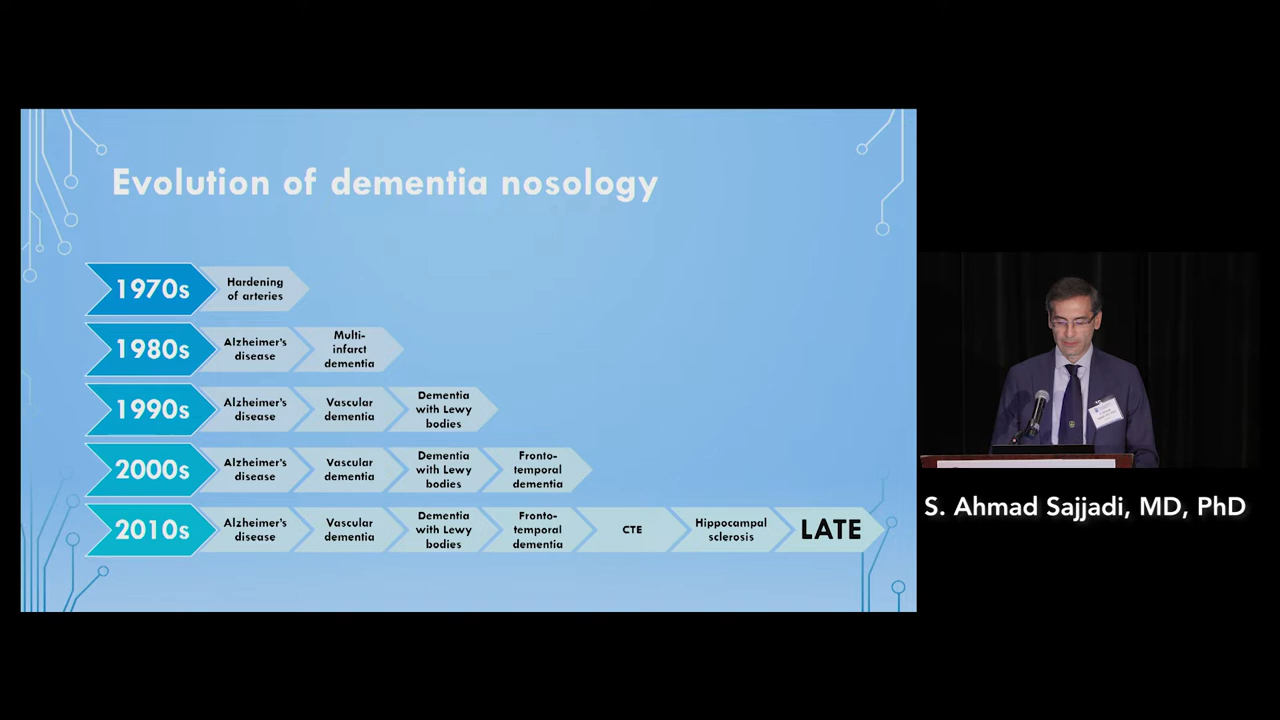 Evolution of dementia nosology
1970s
Hardening
of arteries
1980s
Alzheimer's
disease
Multi-
infarct
dementia
1990s
Alzheimer's
disease
Vascular
dementia
Dementia
with Lewy
bodies
2000s
Alzheimer's
disease
Vascular
dementia
Dementia
with Lewy
bodies
Fronto-
temporal
dementia
2010s
Alzheimer's
disease
Vascular
dementia
Dementia
with Lewy
bodies
Fronto-
temporal
dementia
CTE
Hippocampal
sclerosis
LATE
S. Ahmad Sajjadi, MD, PhD